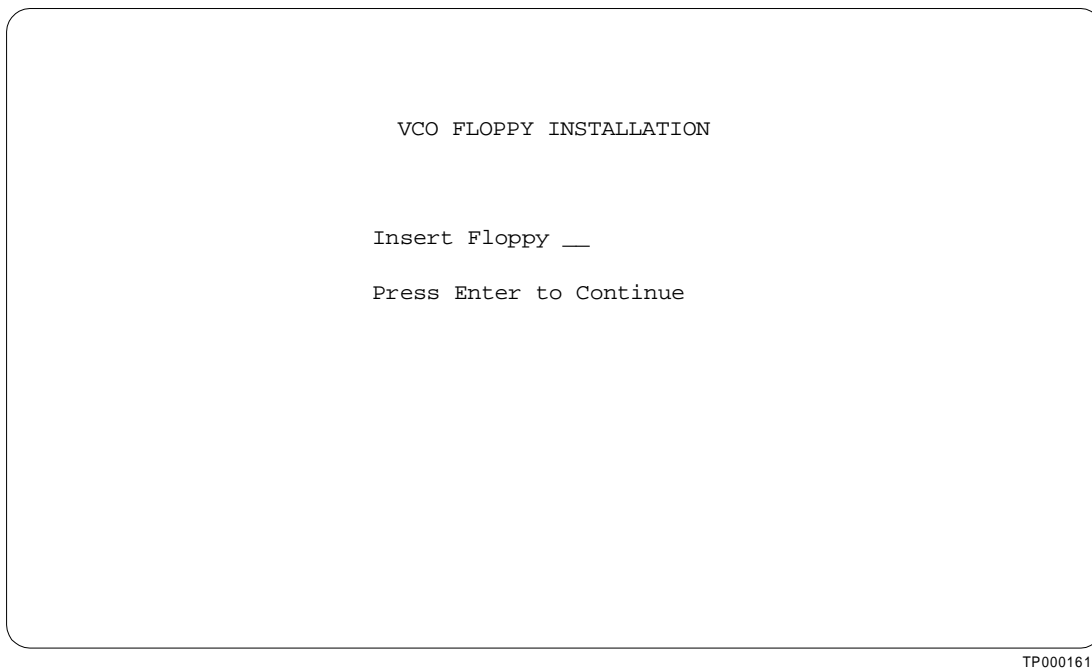 VCO FLOPPY INSTALLATION
Insert Floppy __
Press Enter to Continue
TP000161